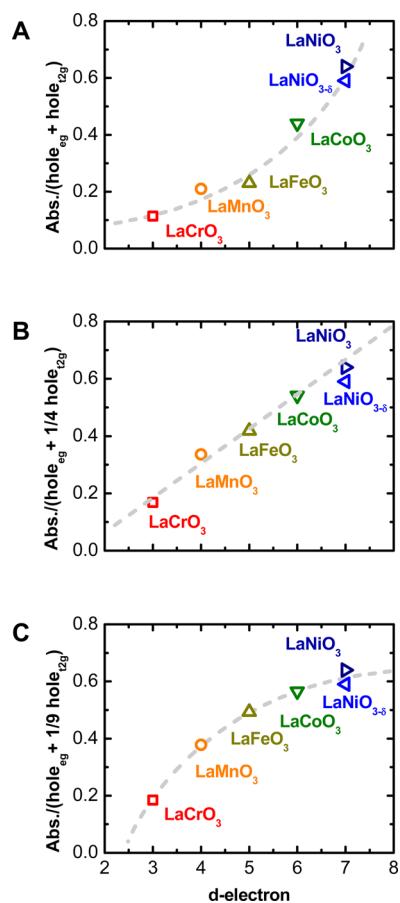 A
Abs./(hole_eg + hole_t2g)
0.8
0.6
0.4
0.2
0.0
LaNiO3
LaNiO3-δ
LaCoO3
LaFeO3
LaMnO3
LaCrO3
B
Abs./(hole_eg + 1/4 hole_t2g)
0.8
0.6
0.4
0.2
0.0
LaNiO3
LaNiO3-δ
LaCoO3
LaFeO3
LaMnO3
LaCrO3
C
Abs./(hole_eg + 1/9 hole_t2g)
0.8
0.6
0.4
0.2
0.0
LaNiO3
LaNiO3-δ
LaCoO3
LaFeO3
LaMnO3
LaCrO3
2 3 4 5 6 7 8
d-electron